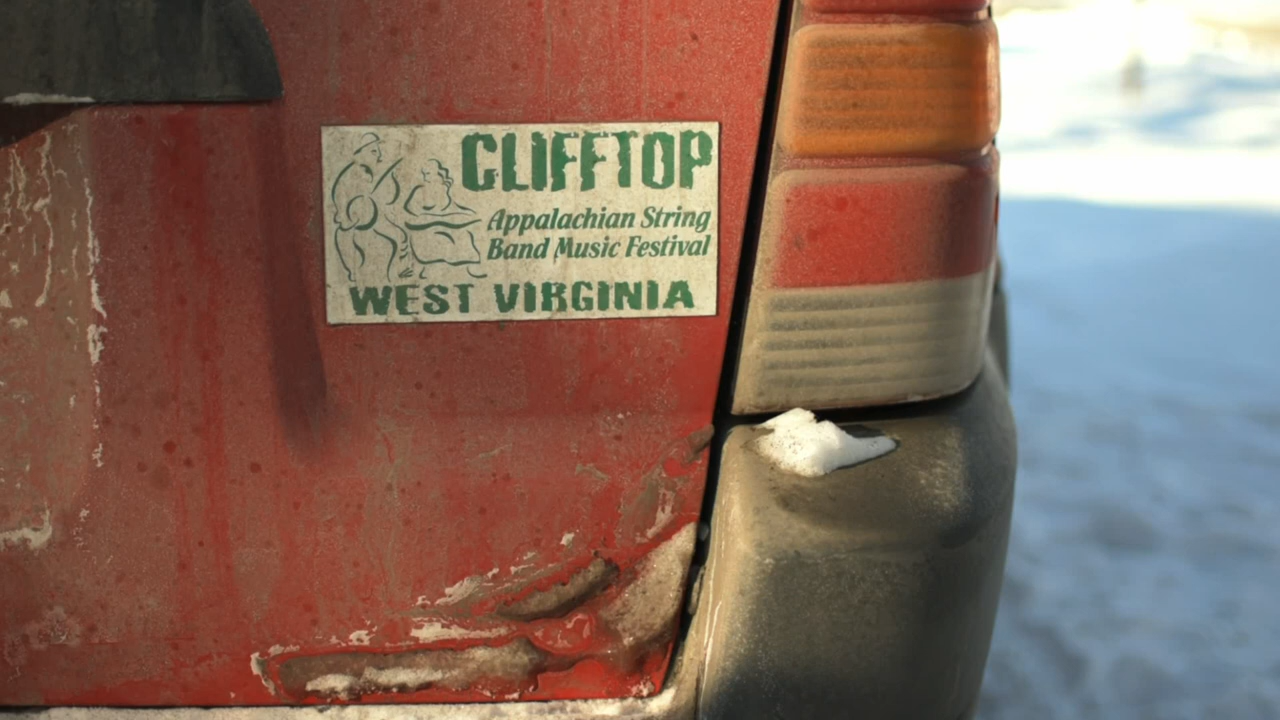 CLIFFTOP
Appalachian String
Band Music Festival
WEST VIRGINIA